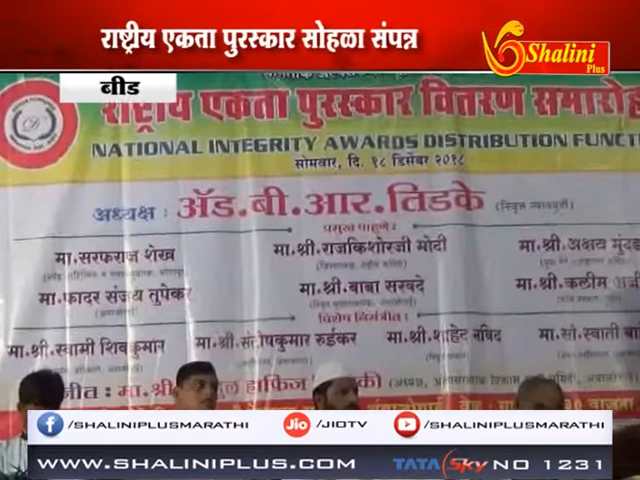 राष्ट्रीय एकता पुरस्कार सोहळा संपन्न
Shalini Plus
बीड
राष्ट्रीय एकता पुरस्कार वितरण समारोह
NATIONAL INTEGRITY AWARDS DISTRIBUTION FUNCT
सोमवार, दि. १८ डिसेंबर २०१८
अध्यक्ष : ॲड.बी.आर.तिडके
प्रमुख पाहुणे :
मा.सरफराज शेख मा.श्री.राजकिशोरजी मोदी मा.श्री.अक्षय मुंदड
मा.फादर संजय तुपेकर मा.श्री.बाबा सरवदे मा.श्री.कलीम
विशेष निमंत्रीत :
मा.श्री.स्वामी शिवकुमार मा.श्री.संतोषकुमार रुईकर मा.श्री.शाहेद मा.सौ.स्वाती
मा.श्री हाफिज
/SHALINIPLUSMARATHI Jio /JIOTV /SHALINIPLUSMARATHI
WWW.SHALINIPLUS.COM TATA Sky NO 1231